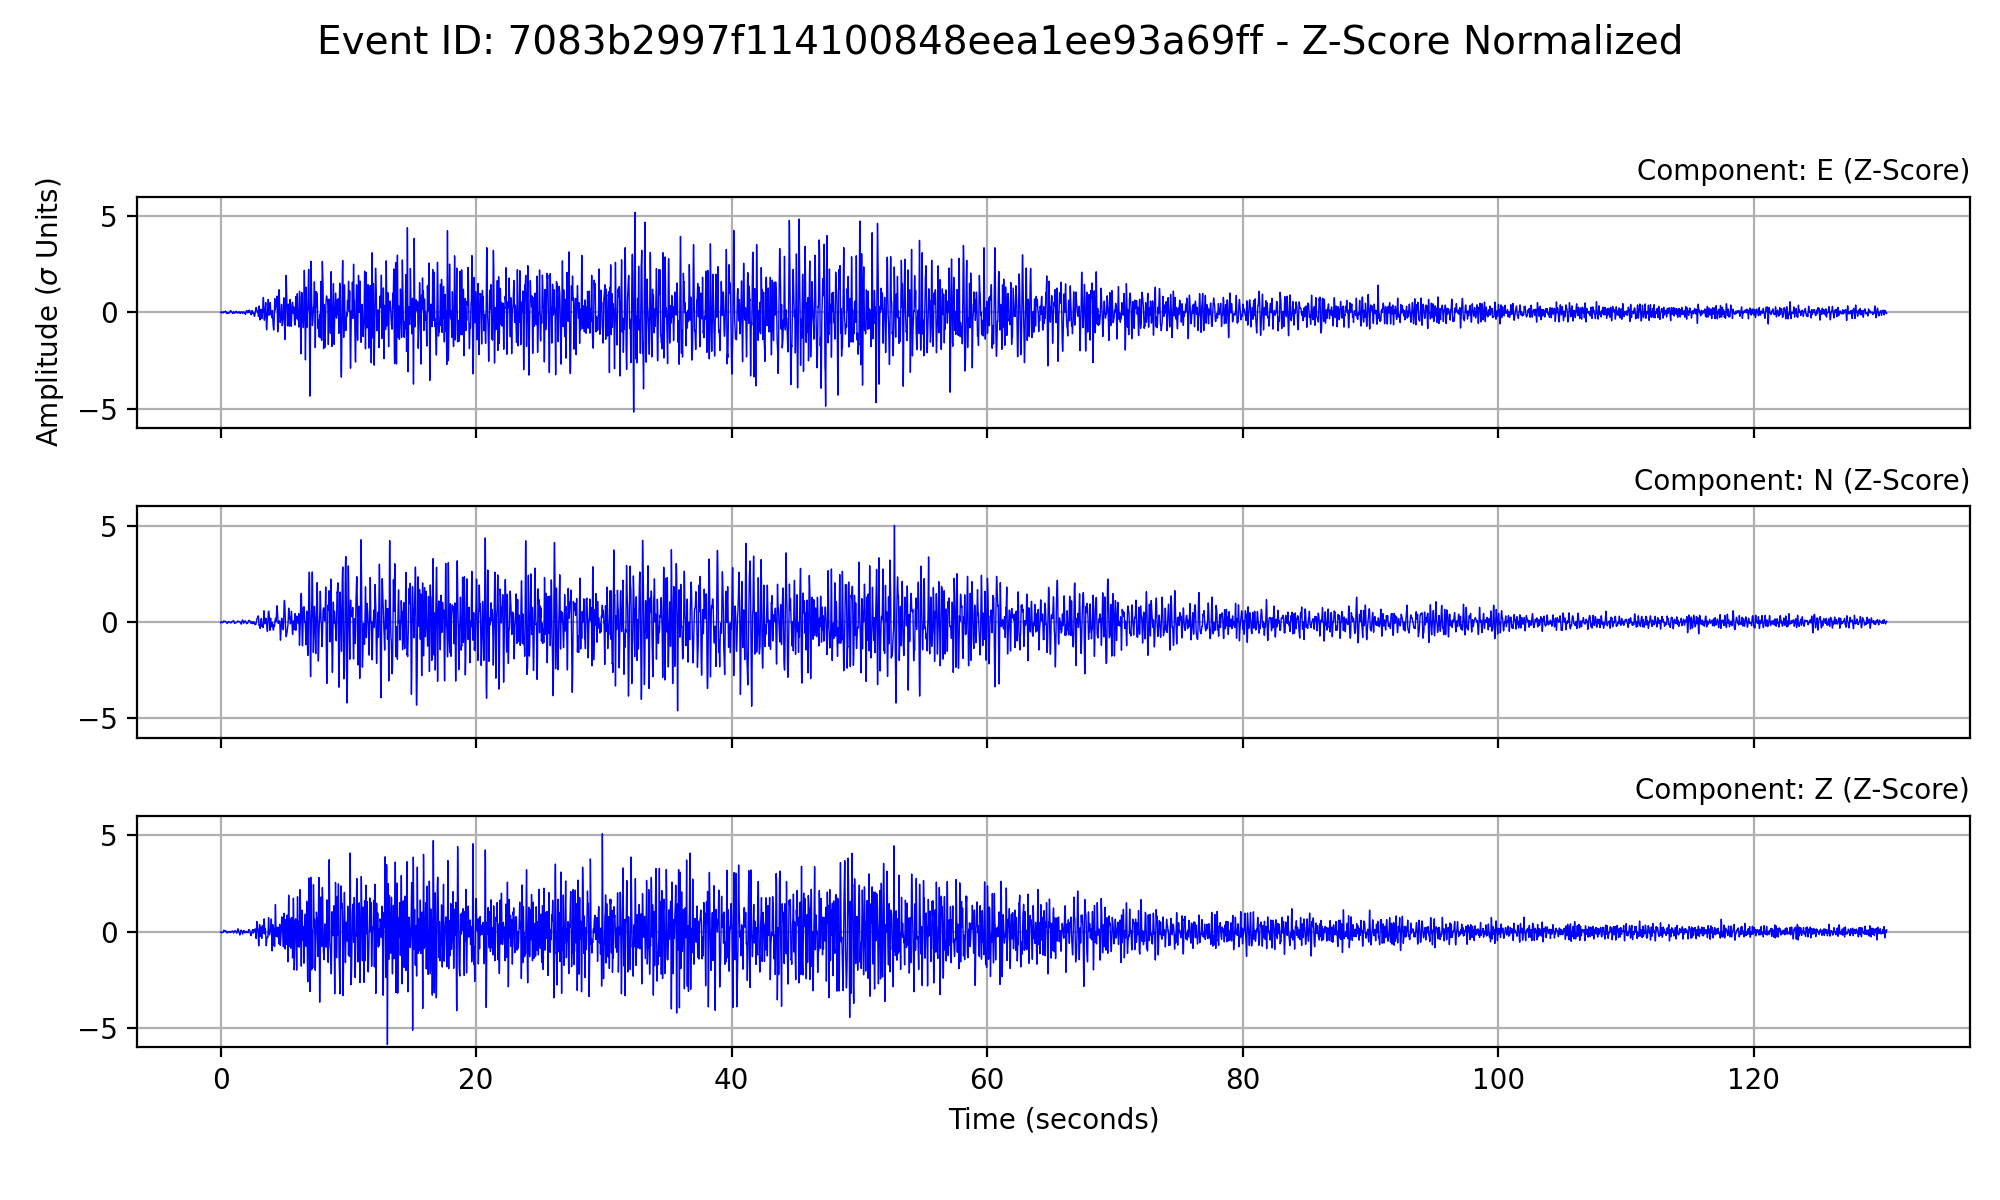 Event ID: 7083b2997f114100848eea1ee93a69ff - Z-Score Normalized
Component: E (Z-Score)
Amplitude (σ Units)
5
0
−5
Component: N (Z-Score)
5
0
−5
Component: Z (Z-Score)
5
0
−5
0 20 40 60 80 100 120
Time (seconds)